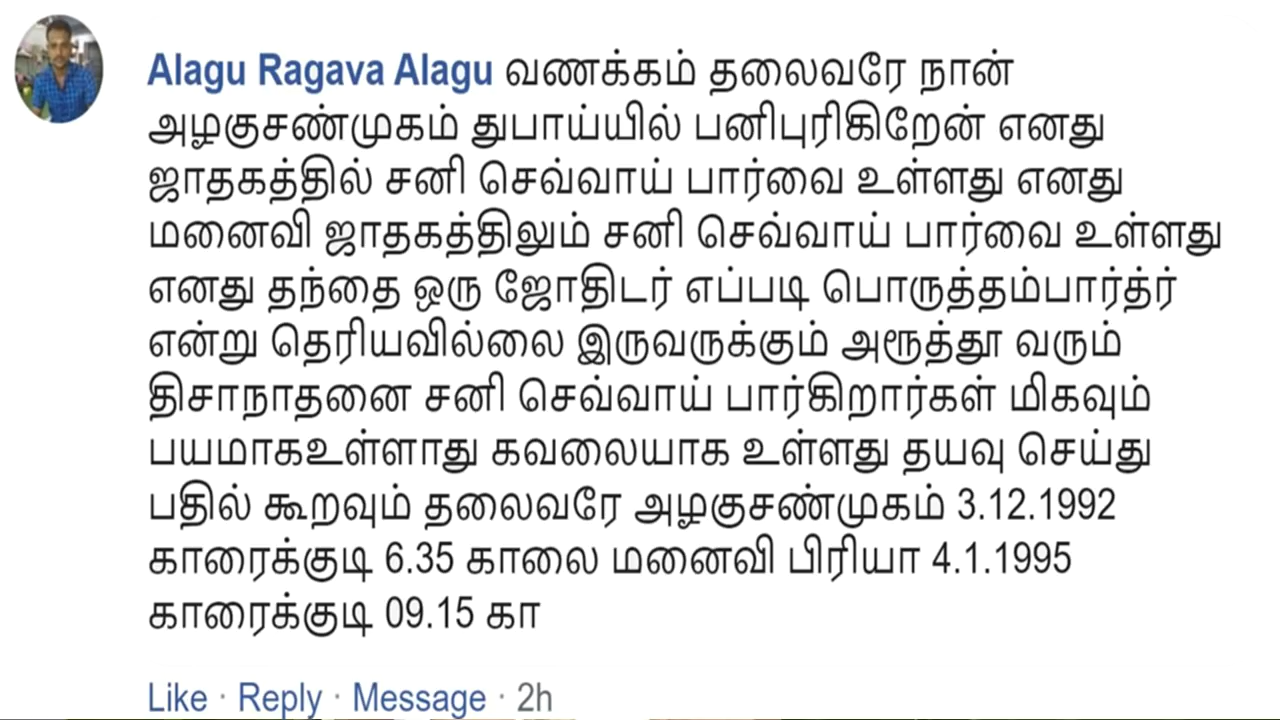 Alagu Ragava Alagu வணக்கம் தலைவரே நான்
அழகுசண்முகம் துபாய்யில் பனிபுரிகிறேன் எனது
ஜாதகத்தில் சனி செவ்வாய் பார்வை உள்ளது எனது
மனைவி ஜாதகத்திலும் சனி செவ்வாய் பார்வை உள்ளது
எனது தந்தை ஒரு ஜோதிடர் எப்படி பொருத்தம்பார்த்ர்
என்று தெரியவில்லை இருவருக்கும் அரூத்தூ வரும்
திசாநாதனை சனி செவ்வாய் பார்கிறார்கள் மிகவும்
பயமாகஉள்ளாது கவலையாக உள்ளது தயவு செய்து
பதில் கூறவும் தலைவரே அழகுசண்முகம் 3.12.1992
காரைக்குடி 6.35 காலை மனைவி பிரியா 4.1.1995
காரைக்குடி 09.15 கா
Like · Reply · Message · 2h